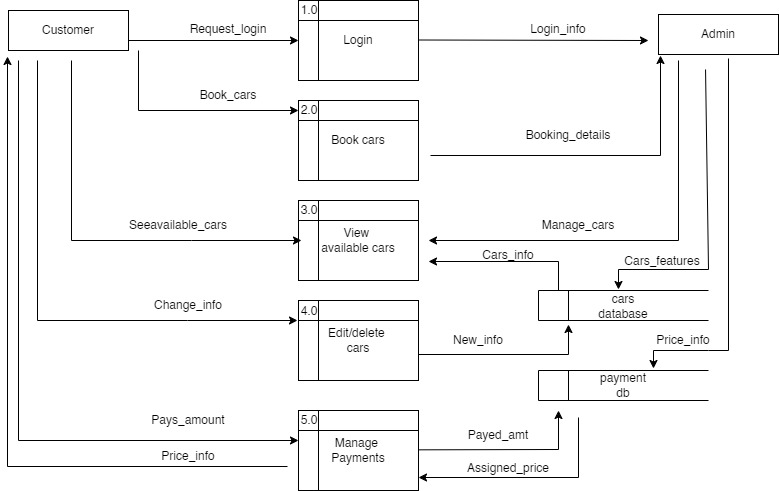 1.0
Customer
Request_login
Login
Login_info
Admin
Book_cars
2.0
Book cars
Booking_details
3.0
Seeavailable_cars
View
available cars
Manage_cars
Cars_info
Cars_features
cars
database
Change_info
4.0
Edit/delete
cars
New_info
Price_info
payment
db
Pays_amount
5.0
Manage
Payments
Payed_amt
Price_info
Assigned_price